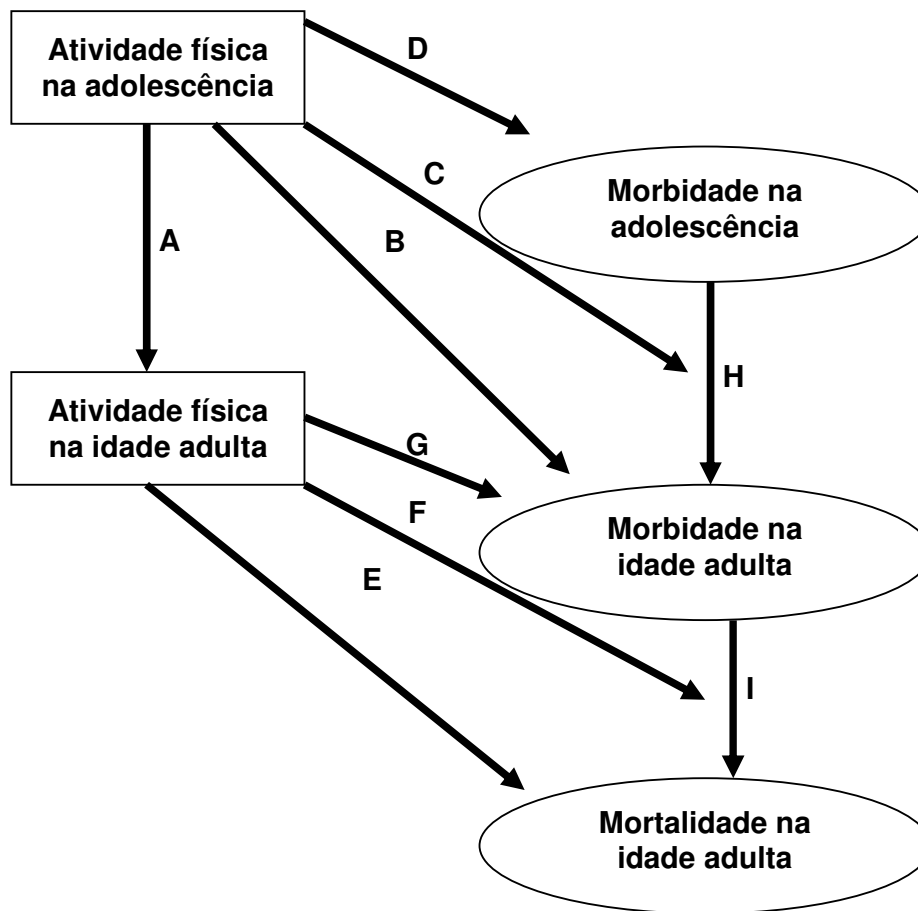 Atividade física
na adolescência
D
C
Morbidade na
adolescência
A
B
H
Atividade física
na idade adulta
G
F
Morbidade na
idade adulta
E
I
Mortalidade na
idade adulta